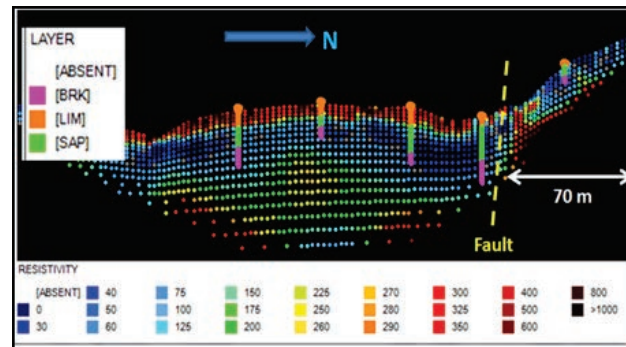 LAYER
[ABSENT]
[BRK]
[LIM]
[SAP]
N
70 m
Fault
RESISTIVITY
[ABSENT] 40 75 150 225 270 300 400 800
0 50 100 175 250 280 325 500 >1000
30 60 125 200 260 290 350 600